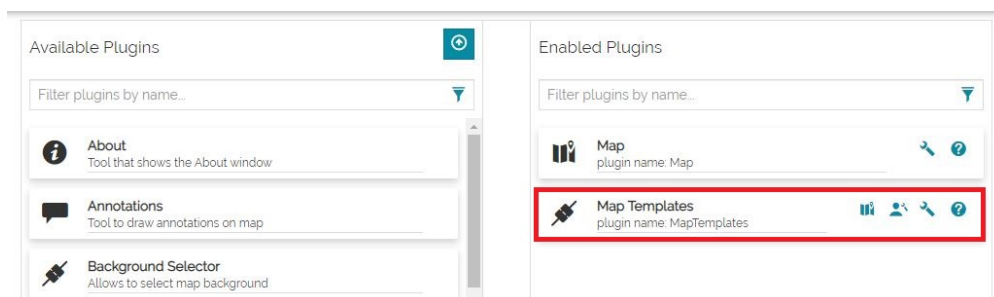 Available Plugins
Filter plugins by name...
About
Tool that shows the About window
Annotations
Tool to draw annotations on map
Background Selector
Allows to select map background
Enabled Plugins
Filter plugins by name...
Map
plugin name: Map
Map Templates
plugin name: MapTemplates